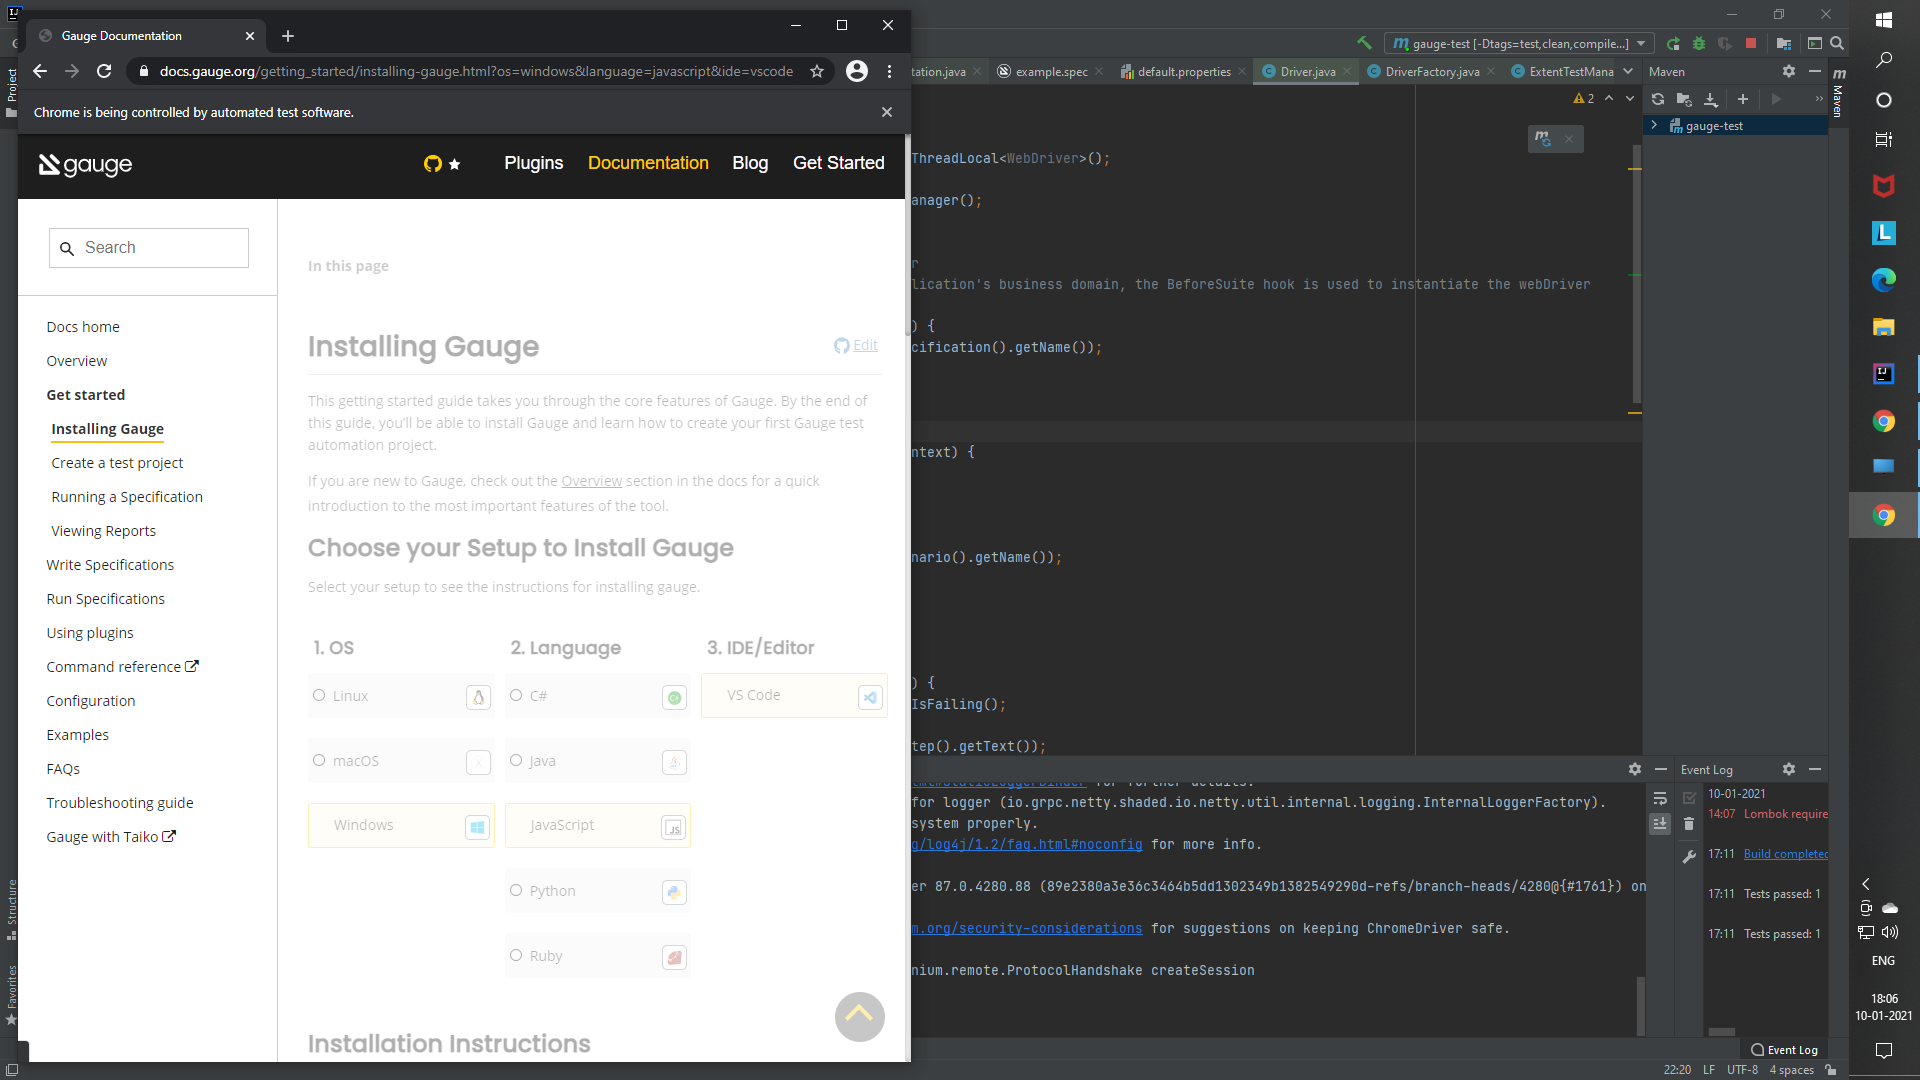 Gauge Documentation
docs.gauge.org/getting_started/installing-gauge.html?os=windows&language=javascript&ide=vscode
Chrome is being controlled by automated test software.
gauge
Plugins
Documentation
Blog
Get Started
Search
Docs home
Overview
Get started
Installing Gauge
Create a test project
Running a Specification
Viewing Reports
Write Specifications
Run Specifications
Using plugins
Command reference
Configuration
Examples
FAQs
Troubleshooting guide
Gauge with Taiko
In this page
Installing Gauge
Edit
This getting started guide takes you through the core features of Gauge. By the end of
this guide, you'll be able to install Gauge and learn how to create your first Gauge test
automation project.
If you are new to Gauge, check out the Overview section in the docs for a quick
introduction to the most important features of the tool.
Choose your Setup to Install Gauge
Select your setup to see the instructions for installing gauge.
1. OS
Linux
macOS
Windows
2. Language
C#
Java
JavaScript
JS
Python
Ruby
3. IDE/Editor
VS Code
Installation Instructions
Project
Structure
Favorites
gauge-test [-Dtags=test,clean,compile...]
tation.java
example.spec
default.properties
Driver.java
DriverFactory.java
ExtentTestMana
2
ThreadLocal<WebDriver>();
anager();
r
lication's business domain, the BeforeSuite hook is used to instantiate the webDriver
) {
cification().getName());
ntext) {
nario().getName());
) {
IsFailing();
tep().getText());
for further details.
for logger (io.grpc.netty.shaded.io.netty.util.internal.logging.InternalLoggerFactory).
system properly.
g/log4j/1.2/faq.html#noconfig for more info.
er 87.0.4280.88 (89e2380a3e36c3464b5dd1302349b1382549290d-refs/branch-heads/4280@{#1761}) on
m.org/security-considerations for suggestions on keeping ChromeDriver safe.
nium.remote.ProtocolHandshake createSession
Maven
gauge-test
Maven
Event Log
10-01-2021
14:07 Lombok require
17:11 Build completed
17:11 Tests passed: 1
17:11 Tests passed: 1
Event Log
22:20 LF UTF-8 4 spaces
ENG
18:06
10-01-2021